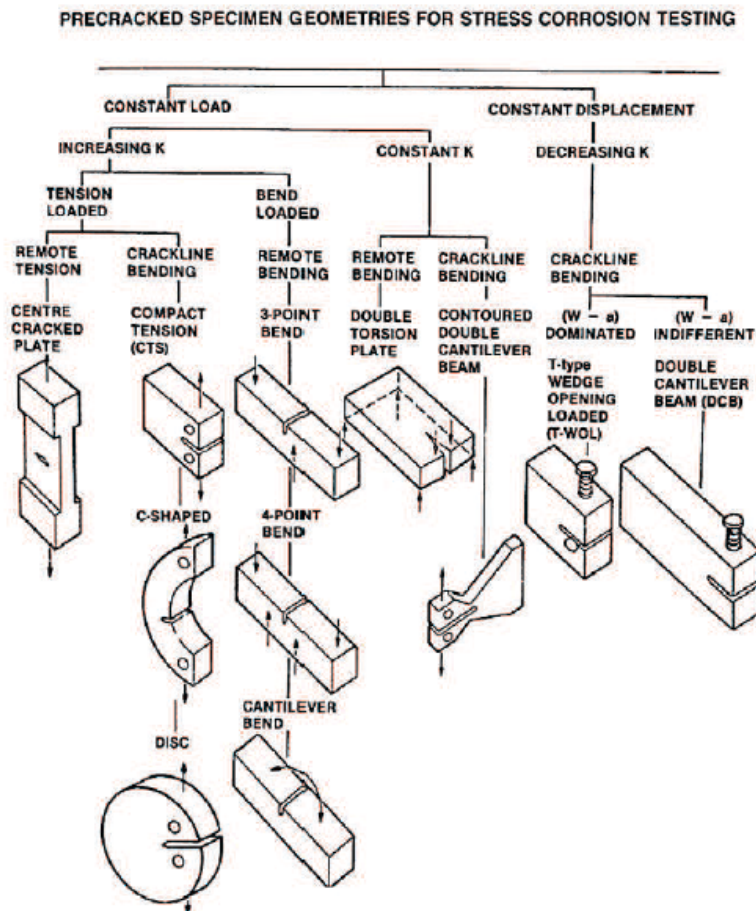 PRECRACKED SPECIMEN GEOMETRIES FOR STRESS CORROSION TESTING
CONSTANT LOAD
CONSTANT DISPLACEMENT
INCREASING K
CONSTANT K
DECREASING K
TENSION
LOADED
BEND
LOADED
REMOTE
TENSION
CRACKLINE
BENDING
REMOTE
BENDING
REMOTE
BENDING
CRACKLINE
BENDING
CRACKLINE
BENDING
CENTRE
CRACKED
PLATE
COMPACT
TENSION
(CTS)
3-POINT
BEND
DOUBLE
TORSION
PLATE
CONTOURED
DOUBLE
CANTILEVER
BEAM
(W – a)
DOMINATED
(W – a)
INDIFFERENT
T-type
WEDGE
OPENING
LOADED
(T-WOL)
DOUBLE
CANTILEVER
BEAM (DCB)
C-SHAPED
4-POINT
BEND
DISC
CANTILEVER
BEND